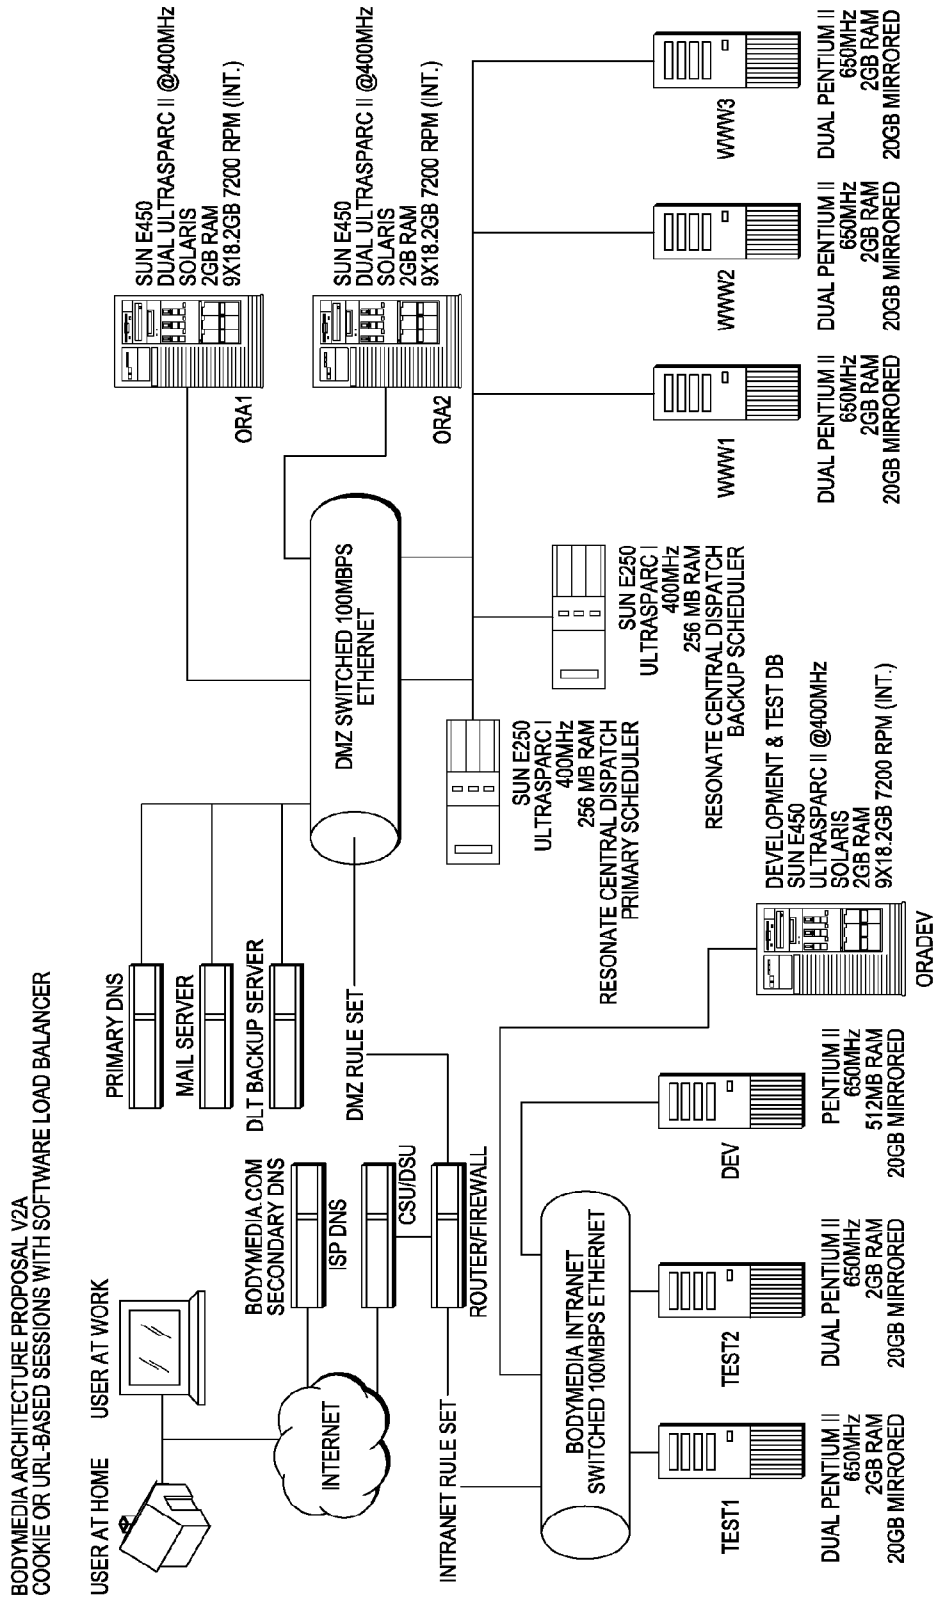 BODYMEDIA ARCHITECTURE PROPOSAL V2A
COOKIE OR URL-BASED SESSIONS WITH SOFTWARE LOAD BALANCER
USER AT HOME
USER AT WORK
INTERNET
BODYMEDIA.COM
SECONDARY DNS
ISP DNS
CSU/DSU
ROUTER/FIREWALL
INTRANET RULE SET
DMZ RULE SET
PRIMARY DNS
MAIL SERVER
DLT BACKUP SERVER
DMZ SWITCHED 100MBPS
ETHERNET
ORA1
SUN E450
DUAL ULTRASPARC II @400MHz
SOLARIS
2GB RAM
9X18.2GB 7200 RPM (INT.)
ORA2
SUN E450
DUAL ULTRASPARC II @400MHz
SOLARIS
2GB RAM
9X18.2GB 7200 RPM (INT.)
SUN E250
ULTRASPARC I
400MHz
256 MB RAM
RESONATE CENTRAL DISPATCH
PRIMARY SCHEDULER
SUN E250
ULTRASPARC I
400MHz
256 MB RAM
RESONATE CENTRAL DISPATCH
BACKUP SCHEDULER
WWW1
DUAL PENTIUM II
650MHz
2GB RAM
20GB MIRRORED
WWW2
DUAL PENTIUM II
650MHz
2GB RAM
20GB MIRRORED
WWW3
DUAL PENTIUM II
650MHz
2GB RAM
20GB MIRRORED
BODYMEDIA INTRANET
SWITCHED 100MBPS ETHERNET
TEST1
DUAL PENTIUM II
650MHz
2GB RAM
20GB MIRRORED
TEST2
DUAL PENTIUM II
650MHz
2GB RAM
20GB MIRRORED
DEV
PENTIUM II
650MHz
512MB RAM
20GB MIRRORED
ORADEV
DEVELOPMENT & TEST DB
SUN E450
ULTRASPARC II @400MHz
SOLARIS
2GB RAM
9X18.2GB 7200 RPM (INT.)